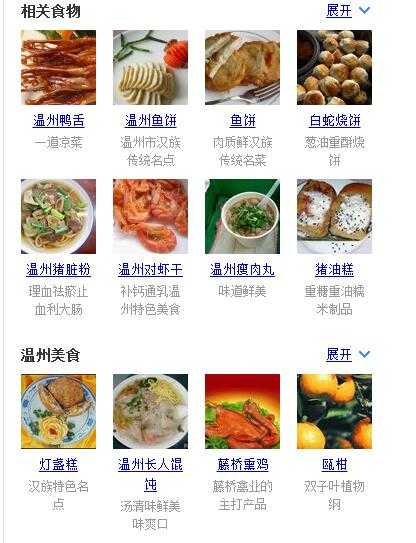 相关食物 展开
温州鸭舌 温州鱼饼 鱼饼 白蛇烧饼
一道凉菜 温州市汉族 肉质鲜汉族 葱油重酥烧
传统名点 传统名菜 饼
温州猪脏粉 温州对虾干 温州瘦肉丸 猪油糕
理血祛瘀止 补钙通乳温 味道鲜美 重糖重油糯
血利大肠 州特色美食 米制品
温州美食 展开
灯盏糕 温州长人馄 藤桥熏鸡 瓯柑
饨
汉族特色名 藤桥禽业的 双子叶植物
点 汤清味鲜美 主打产品 纲
味爽口